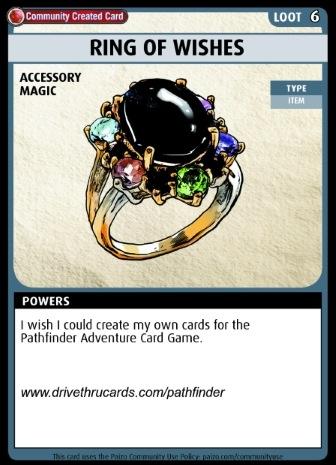 Community Created Card
LOOT 6
RING OF WISHES
ACCESSORY
MAGIC
TYPE
ITEM
POWERS
I wish I could create my own cards for the
Pathfinder Adventure Card Game.
www.drivethrucards.com/pathfinder
This card uses the Paizo Community Use Policy: paizo.com/communityuse